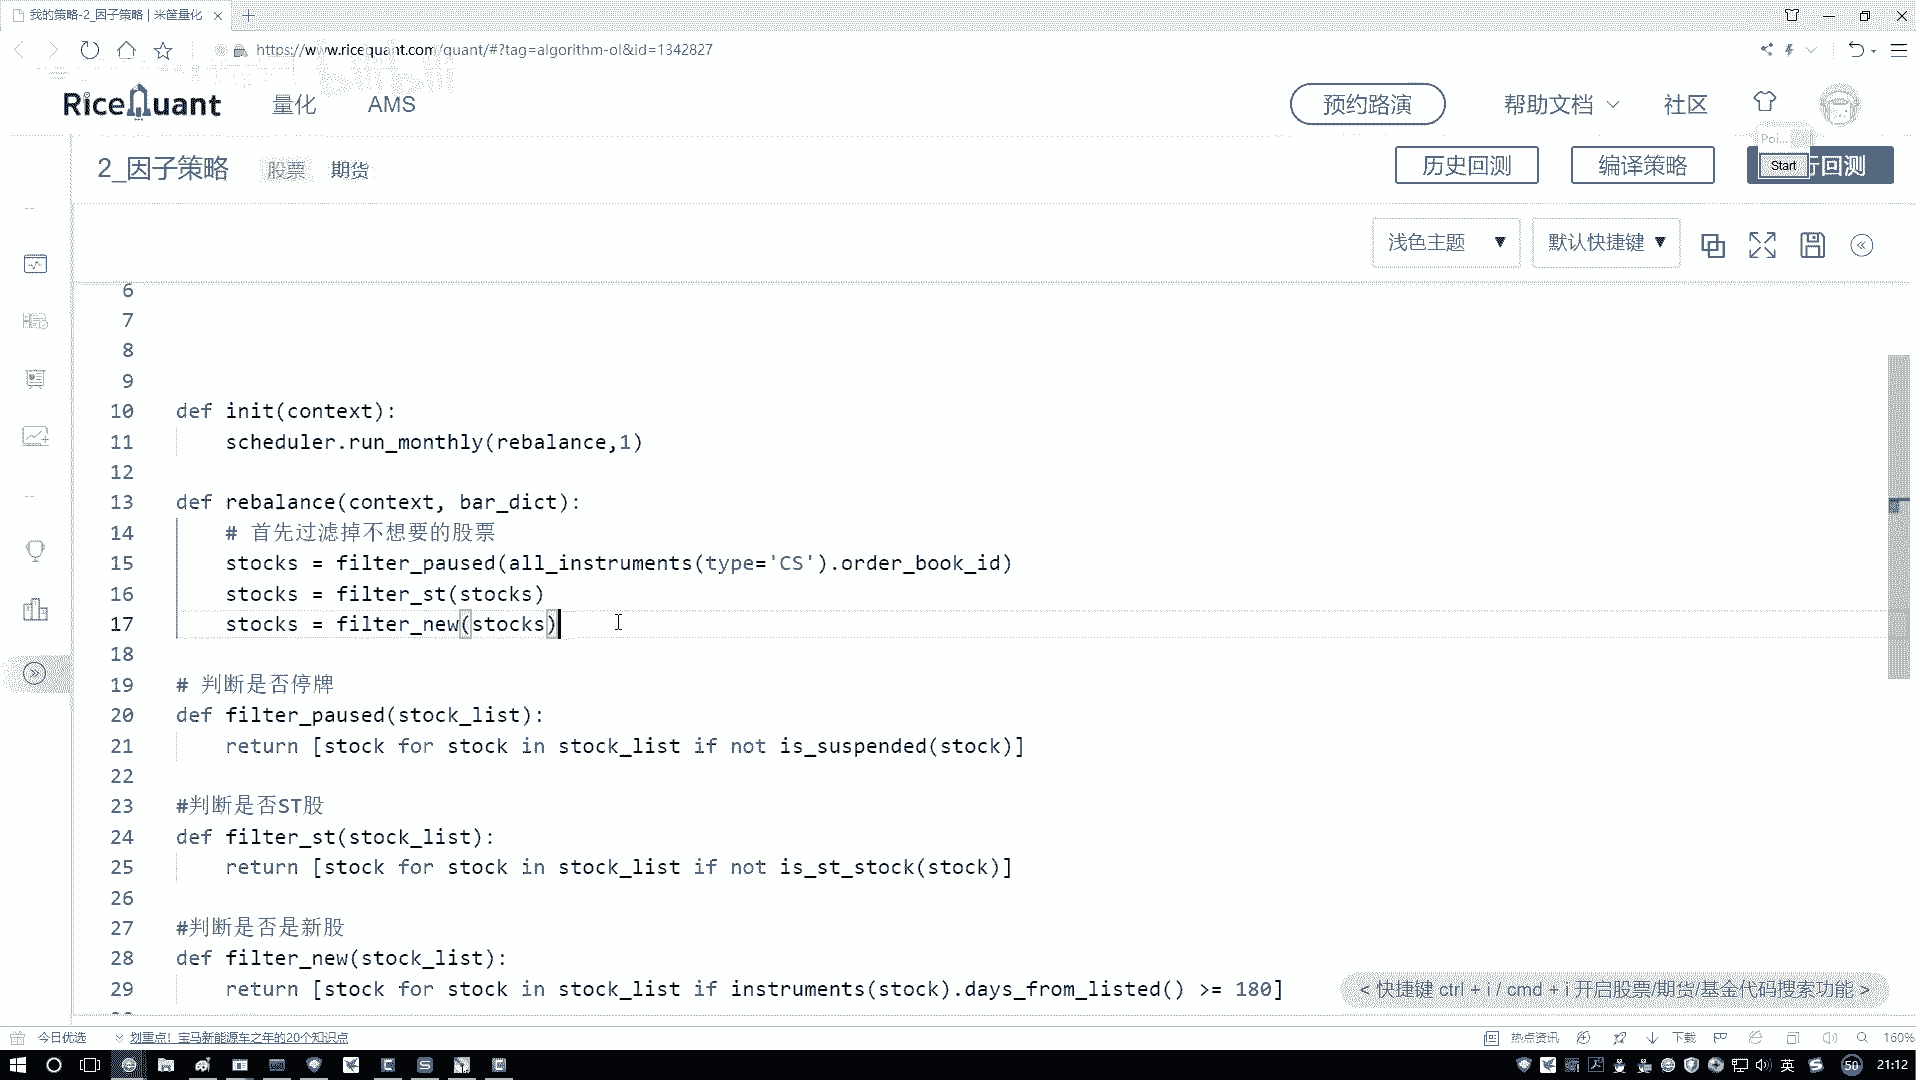 我的策略-2_因子策略 | 米筐量化
https://www.ricequant.com/quant/#?tag=algorithm-ol&id=1342827
RiceQuant 量化 AMS 预约路演 帮助文档 社区
Poi...
2_因子策略 股票 期货 历史回测 编译策略 Start 行回测
浅色主题 默认快捷键
6
7
8
9
10 def init(context):
11 scheduler.run_monthly(rebalance,1)
12
13 def rebalance(context, bar_dict):
14 # 首先过滤掉不想要的股票
15 stocks = filter_paused(all_instruments(type='CS').order_book_id)
16 stocks = filter_st(stocks)
17 stocks = filter_new(stocks)
18
19 # 判断是否停牌
20 def filter_paused(stock_list):
21 return [stock for stock in stock_list if not is_suspended(stock)]
22
23 #判断是否ST股
24 def filter_st(stock_list):
25 return [stock for stock in stock_list if not is_st_stock(stock)]
26
27 #判断是否是新股
28 def filter_new(stock_list):
29 return [stock for stock in stock_list if instruments(stock).days_from_listed() >= 180]
< 快捷键 ctrl + i / cmd + i 开启股票/期货/基金代码搜索功能 >
今日优选 划重点！宝马新能源车之年的20个知识点 热点资讯 下载 160%
英 50 21:12